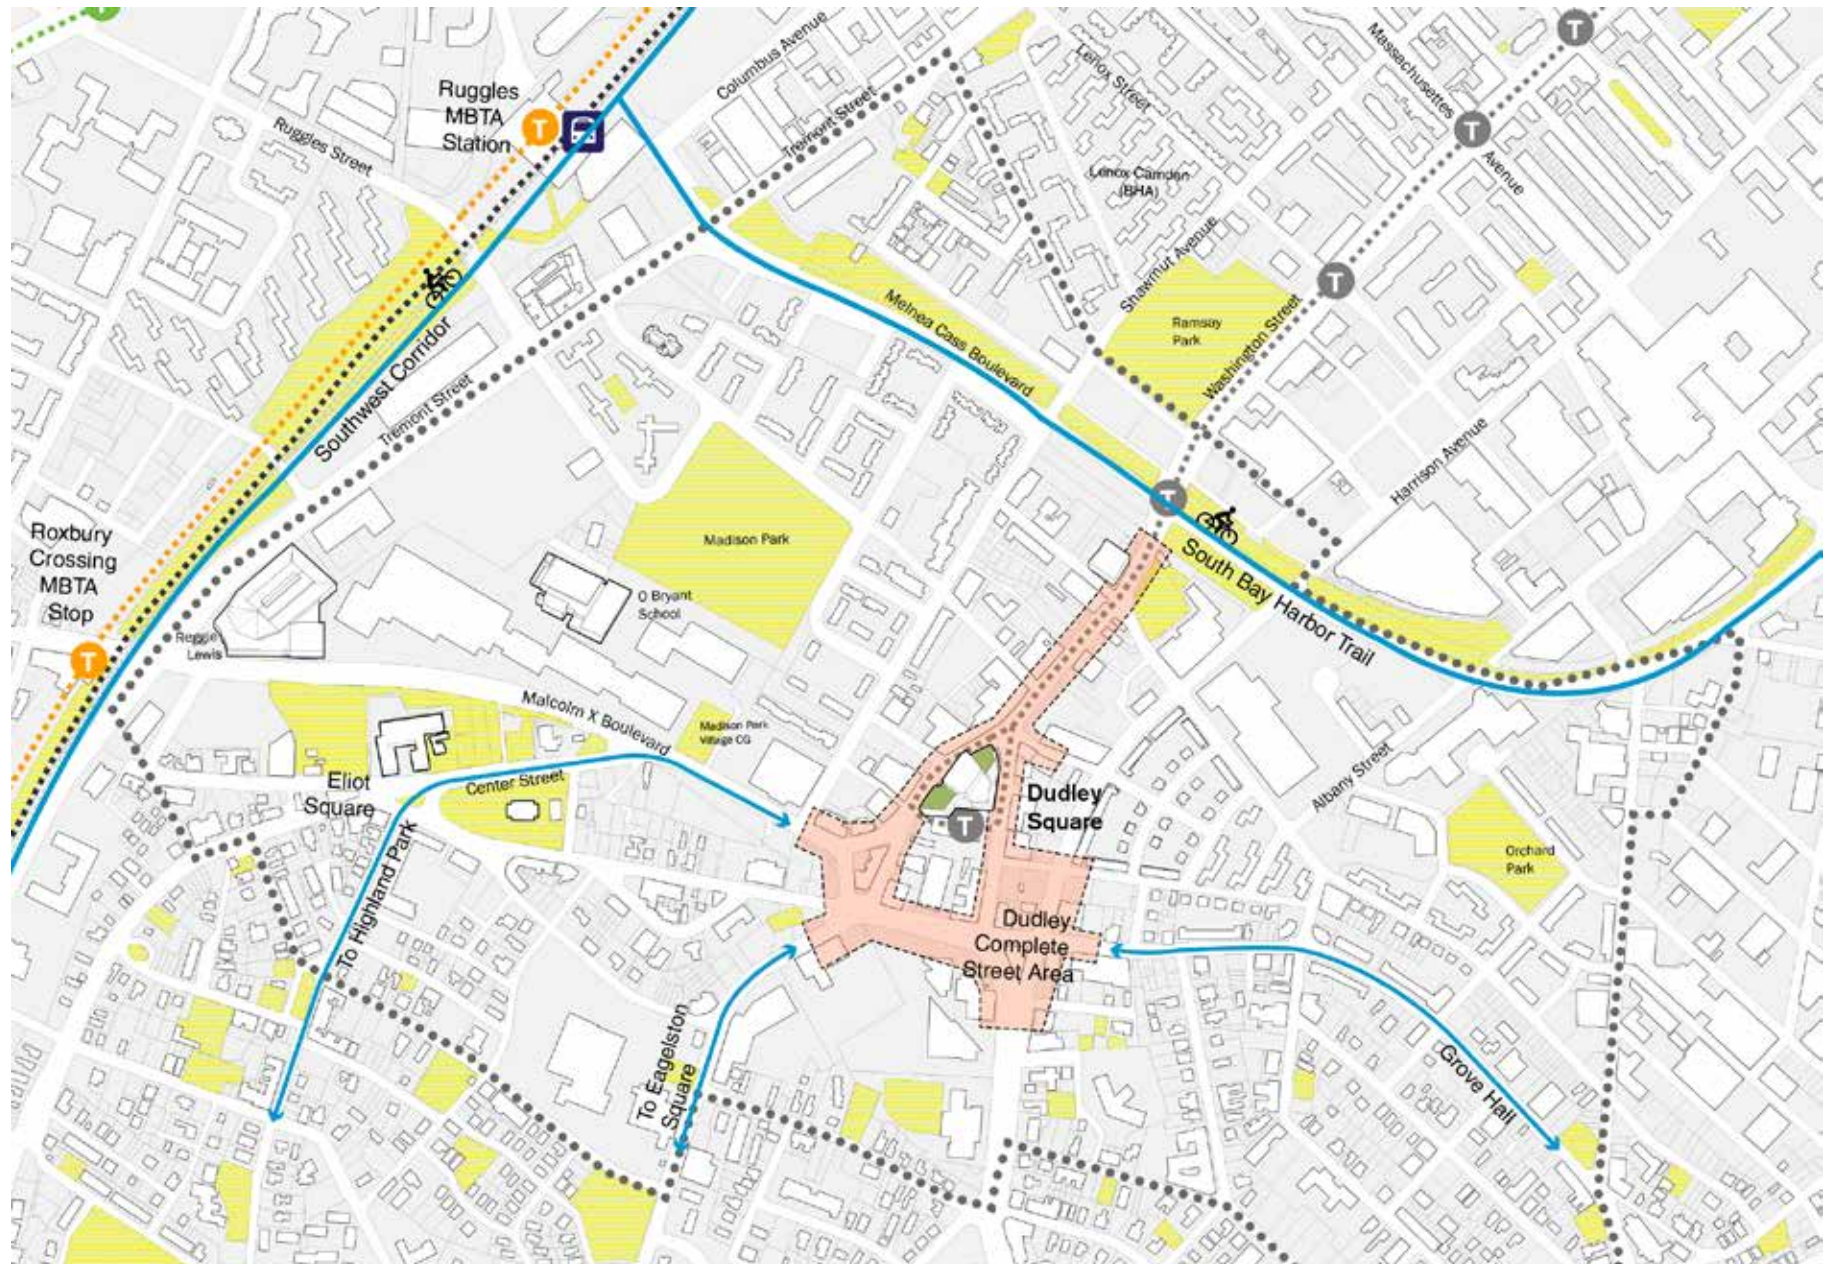 T
Ruggles
MBTA
Station
T
Ruggles Street
Columbus Avenue
Tremont Street
Lenox Street
Massachusettes
Avenue
T
T
Lenox Camden
(BHA)
Shawmut Avenue
T
Ramsay
Park
Washington Street
Melnea Cass Boulevard
Southwest Corridor
Tremont Street
Harrison Avenue
T
Roxbury
Crossing
MBTA
Stop
T
Madison Park
O Bryant
School
Reggie
Lewis
South Bay Harbor Trail
Malcolm X Boulevard
Madison Park
Village CG
Eliot
Square
Center Street
Albany Street
Dudley
Square
T
Orchard
Park
To Highland Park
Dudley
Complete
Street Area
To Eagelston
Square
Grove Hall